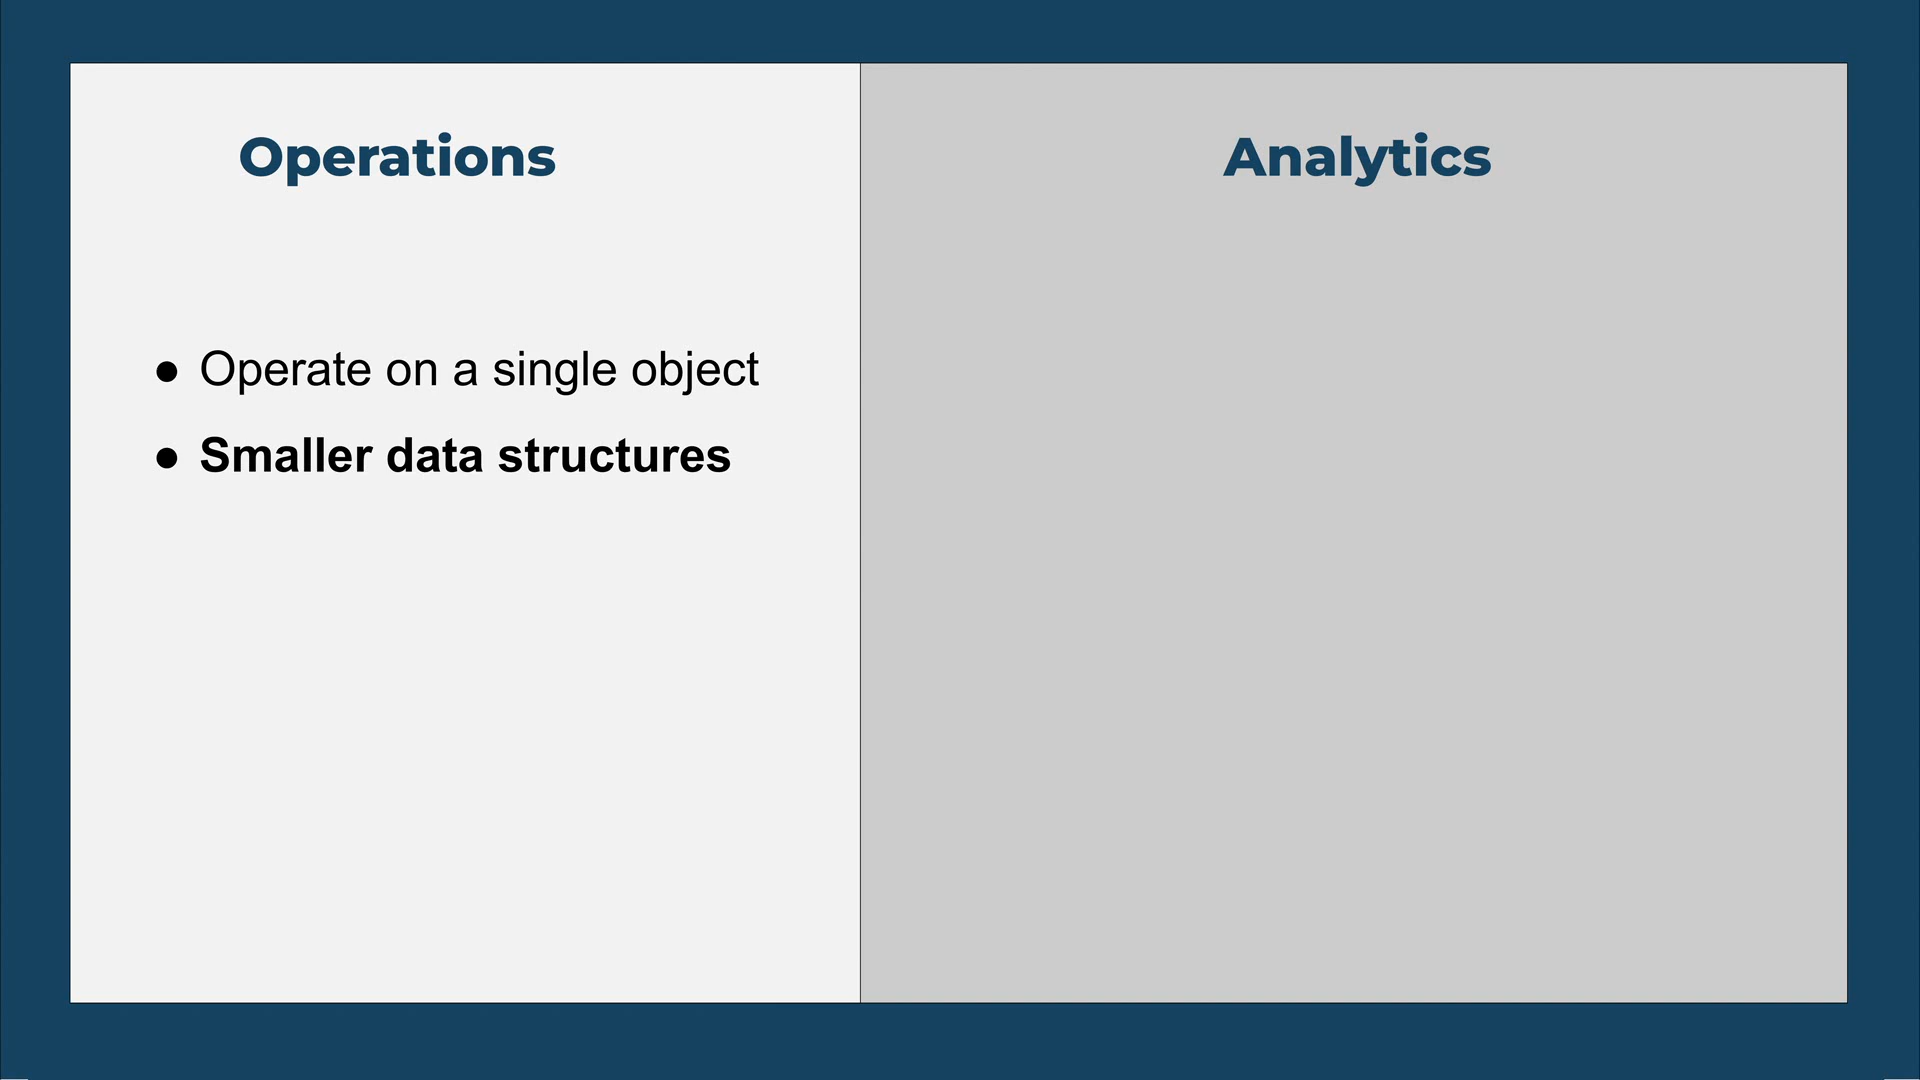 Operations
Analytics
● Operate on a single object
● Smaller data structures